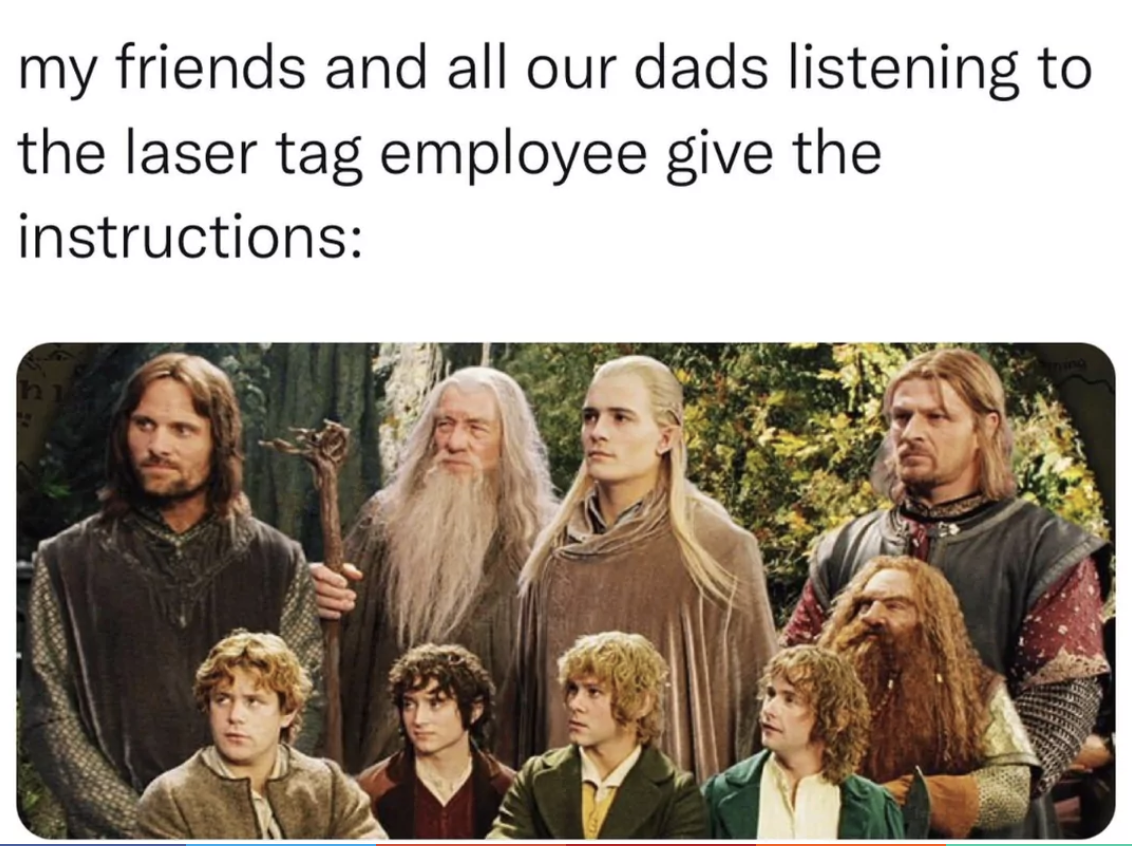 my friends and all our dads listening to
the laser tag employee give the
instructions: